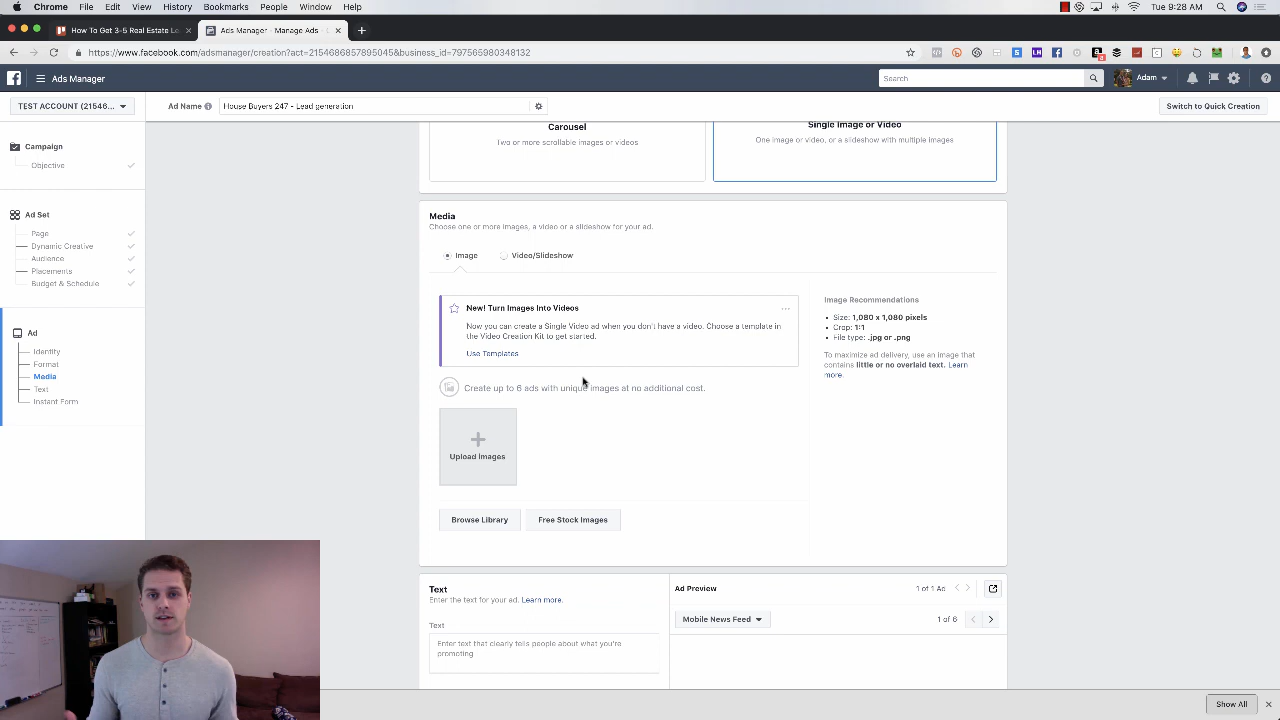 Chrome File Edit View History Bookmarks People Window Help
Tue 9:28 AM
How To Get 3-5 Real Estate Le
Ads Manager - Manage Ads - L
https://www.facebook.com/adsmanager/creation?act=2154686857895045&business_id=797565980348132
Ads Manager
Search
Adam
TEST ACCOUNT (21546...
Ad Name
House Buyers 247 - Lead generation
Switch to Quick Creation
Campaign
Objective
Ad Set
Page
Dynamic Creative
Audience
Placements
Budget & Schedule
Ad
Identity
Format
Media
Text
Instant Form
Carousel
Two or more scrollable images or videos
Single Image or Video
One image or video, or a slideshow with multiple images
Media
Choose one or more images, a video or a slideshow for your ad.
Image
Video/Slideshow
New! Turn Images Into Videos
Now you can create a Single Video ad when you don't have a video. Choose a template in
the Video Creation Kit to get started.
Use Templates
Create up to 6 ads with unique images at no additional cost.
Upload Images
Browse Library
Free Stock Images
Image Recommendations
• Size: 1,080 x 1,080 pixels
• Crop: 1:1
• File type: .jpg or .png
To maximize ad delivery, use an image that
contains little or no overlaid text. Learn
more.
Text
Enter the text for your ad. Learn more.
Text
Enter text that clearly tells people about what you're
promoting
Ad Preview
1 of 1 Ad
Mobile News Feed
1 of 6
Show All